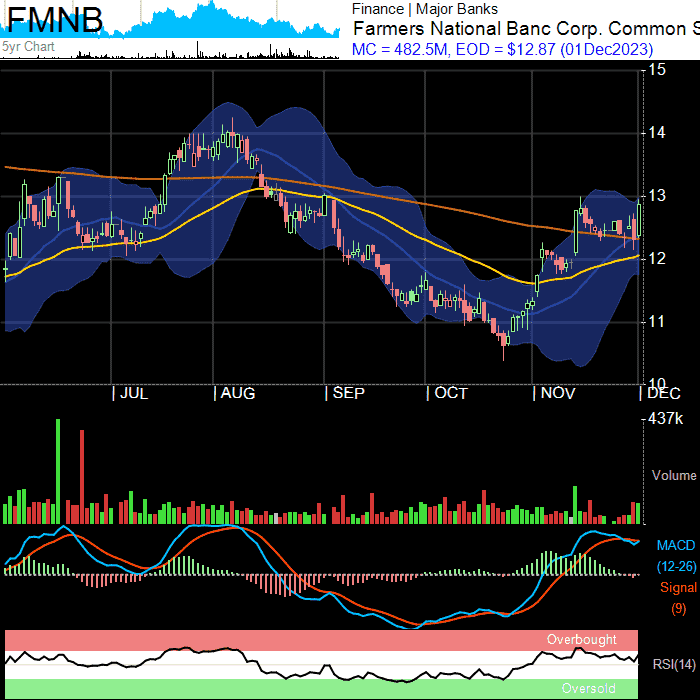 FMNB
5yr Chart
Finance | Major Banks
Farmers National Banc Corp. Common S
MC = 482.5M, EOD = $12.87 (01Dec2023)
15
14
13
12
11
10
| JUL | AUG | SEP | OCT | NOV | DEC
437k
Volume
MACD
(12-26)
Signal
(9)
Overbought
RSI(14)
Oversold